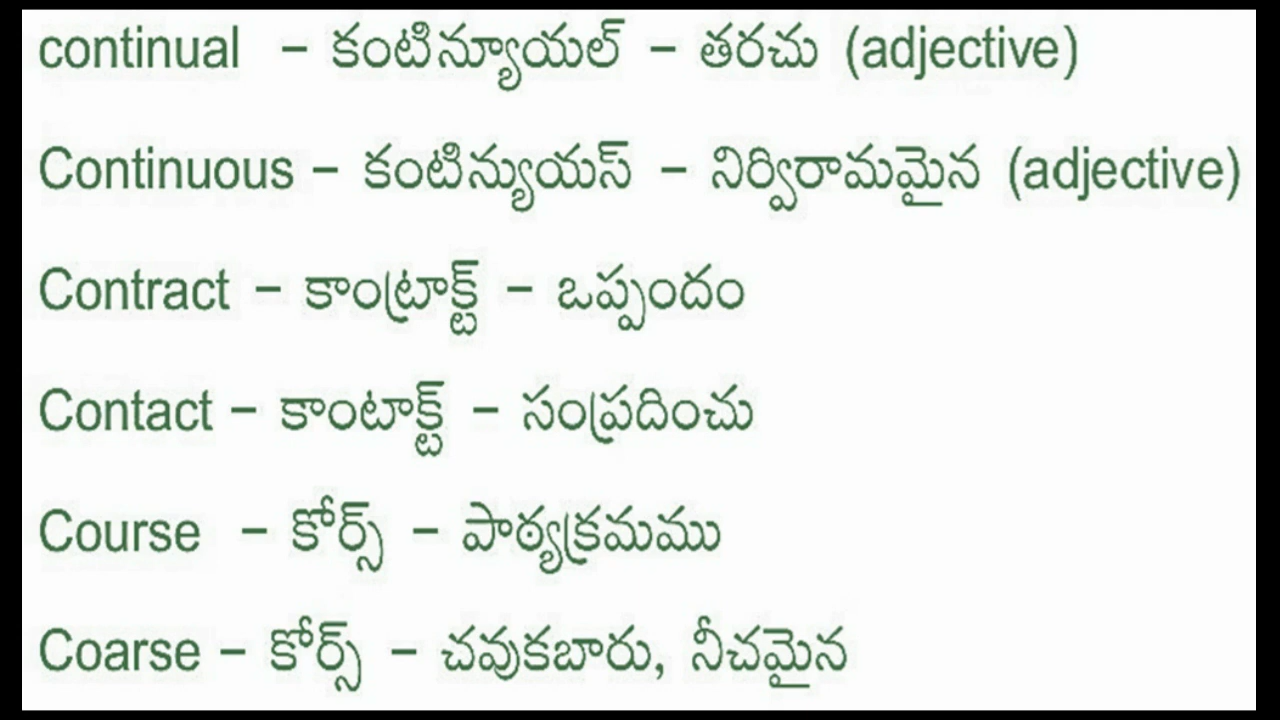 continual – కంటిన్యూయల్ – తరచు (adjective)
Continuous – కంటిన్యుయస్ – నిర్విరామమైన (adjective)
Contract – కాంట్రాక్ట్ – ఒప్పందం
Contact – కాంటాక్ట్ – సంప్రదించు
Course – కోర్స్ – పాఠ్యక్రమము
Coarse – కోర్స్ – చవుకబారు, నీచమైన